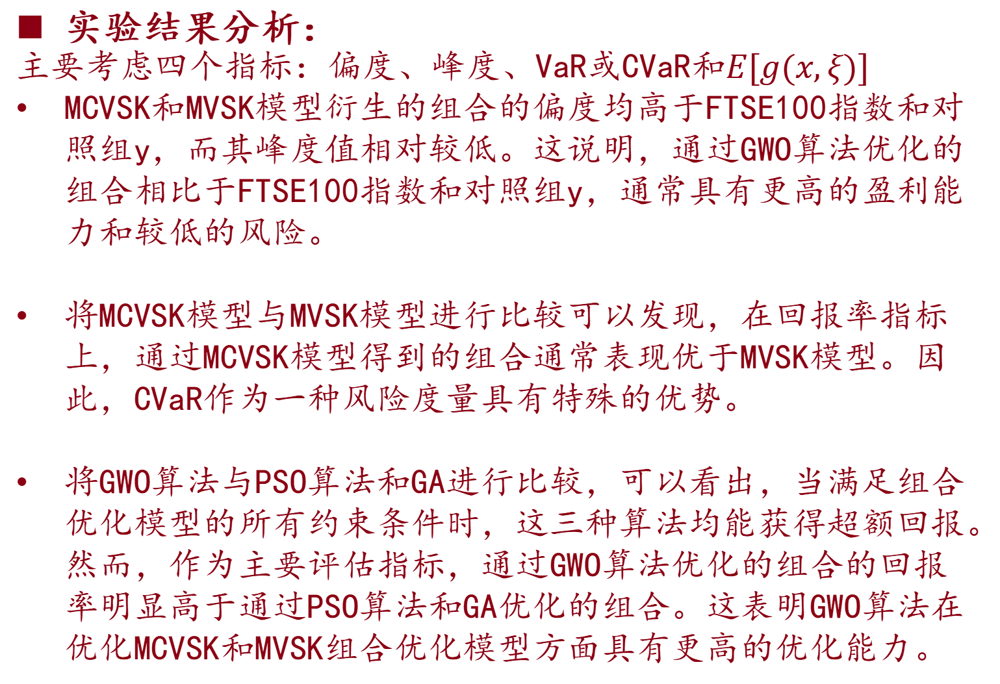 ■ 实验结果分析：
主要考虑四个指标：偏度、峰度、VaR或CVaR和E[g(x,ξ)]
• MCVSK和MVSK模型衍生的组合的偏度均高于FTSE100指数和对
照组y，而其峰度值相对较低。这说明，通过GWO算法优化的
组合相比于FTSE100指数和对照组y，通常具有更高的盈利能
力和较低的风险。
• 将MCVSK模型与MVSK模型进行比较可以发现，在回报率指标
上，通过MCVSK模型得到的组合通常表现优于MVSK模型。因
此，CVaR作为一种风险度量具有特殊的优势。
• 将GWO算法与PSO算法和GA进行比较，可以看出，当满足组合
优化模型的所有约束条件时，这三种算法均能获得超额回报。
然而，作为主要评估指标，通过GWO算法优化的组合的回报
率明显高于通过PSO算法和GA优化的组合。这表明GWO算法在
优化MCVSK和MVSK组合优化模型方面具有更高的优化能力。